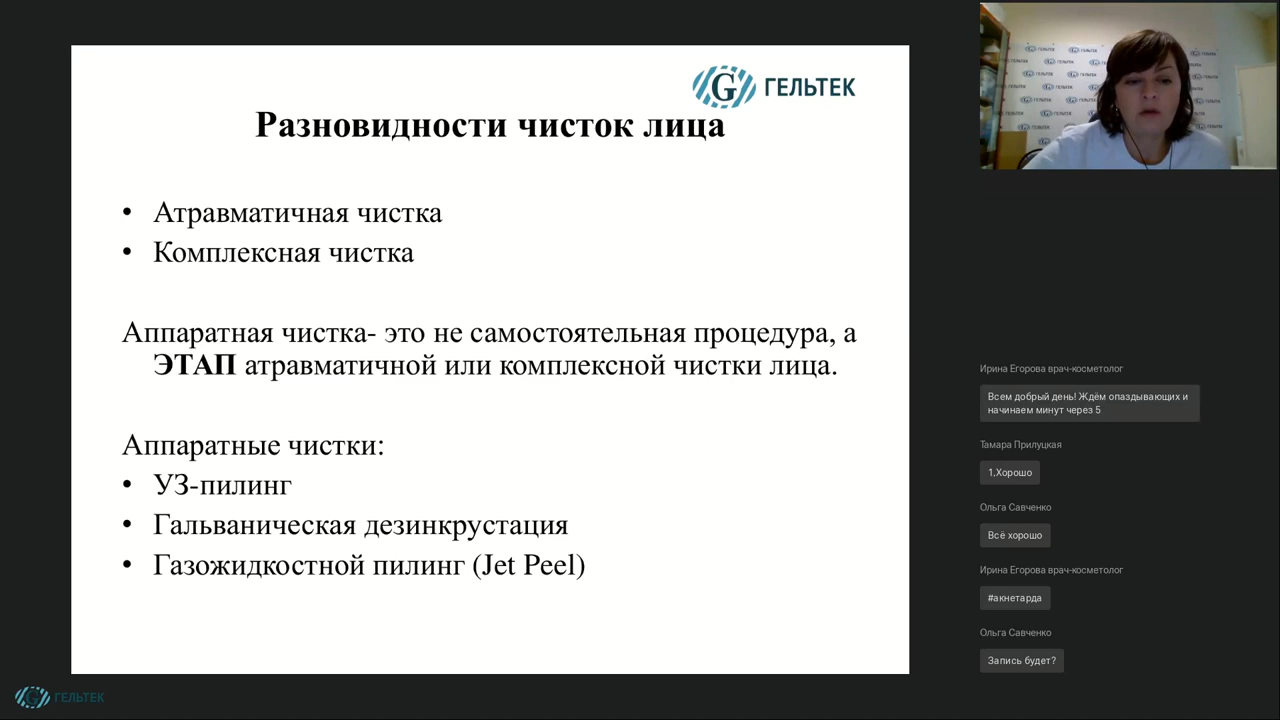 ГЕЛЬТЕК
Разновидности чисток лица
• Атравматичная чистка
• Комплексная чистка
Аппаратная чистка- это не самостоятельная процедура, а
ЭТАП атравматичной или комплексной чистки лица.
Аппаратные чистки:
• УЗ-пилинг
• Гальваническая дезинкрустация
• Газожидкостной пилинг (Jet Peel)
ГЕЛЬТЕК
Ирина Егорова врач-косметолог
Всем добрый день! Ждём опаздывающих и
начинаем минут через 5
Тамара Прилуцкая
1,Хорошо
Ольга Савченко
Всё хорошо
Ирина Егорова врач-косметолог
#акнетарда
Ольга Савченко
Запись будет?